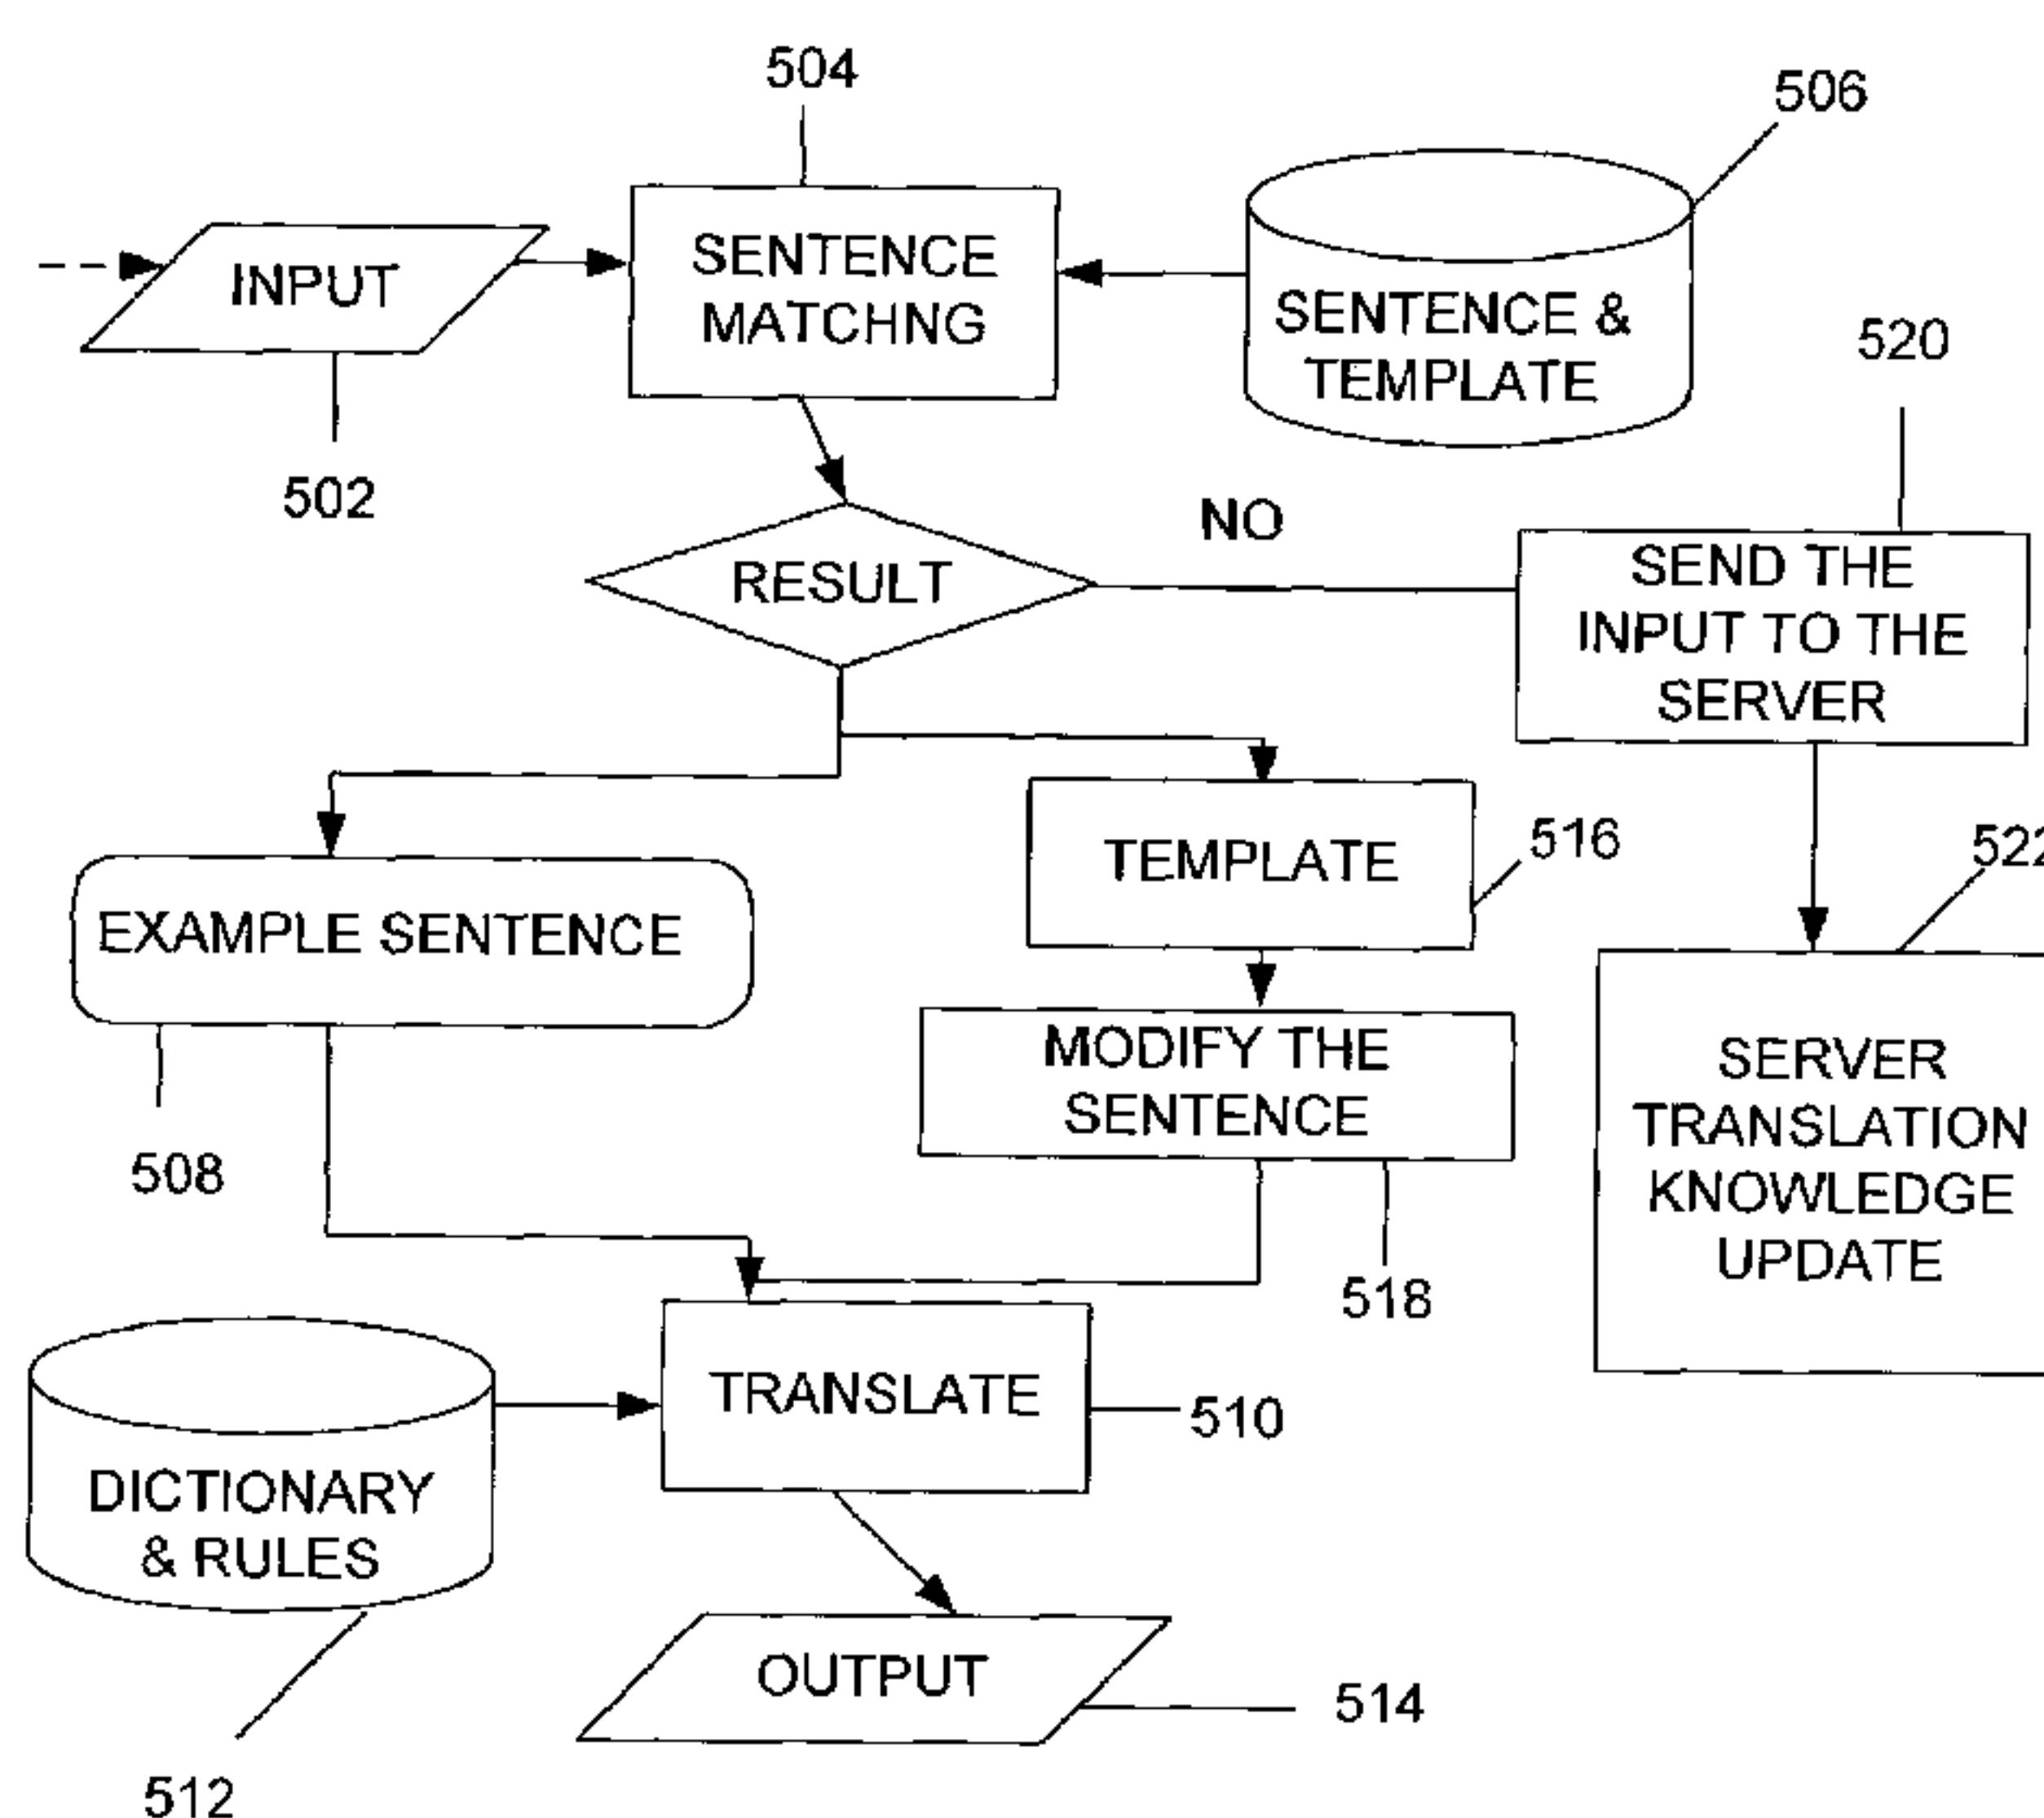 504
506
INPUT
SENTENCE
MATCHNG
SENTENCE &
TEMPLATE
520
502
NO
RESULT
SEND THE
INPUT TO THE
SERVER
TEMPLATE
516
522
EXAMPLE SENTENCE
MODIFY THE
SENTENCE
SERVER
TRANSLATION
KNOWLEDGE
UPDATE
508
518
TRANSLATE
510
DICTIONARY
& RULES
OUTPUT
514
512